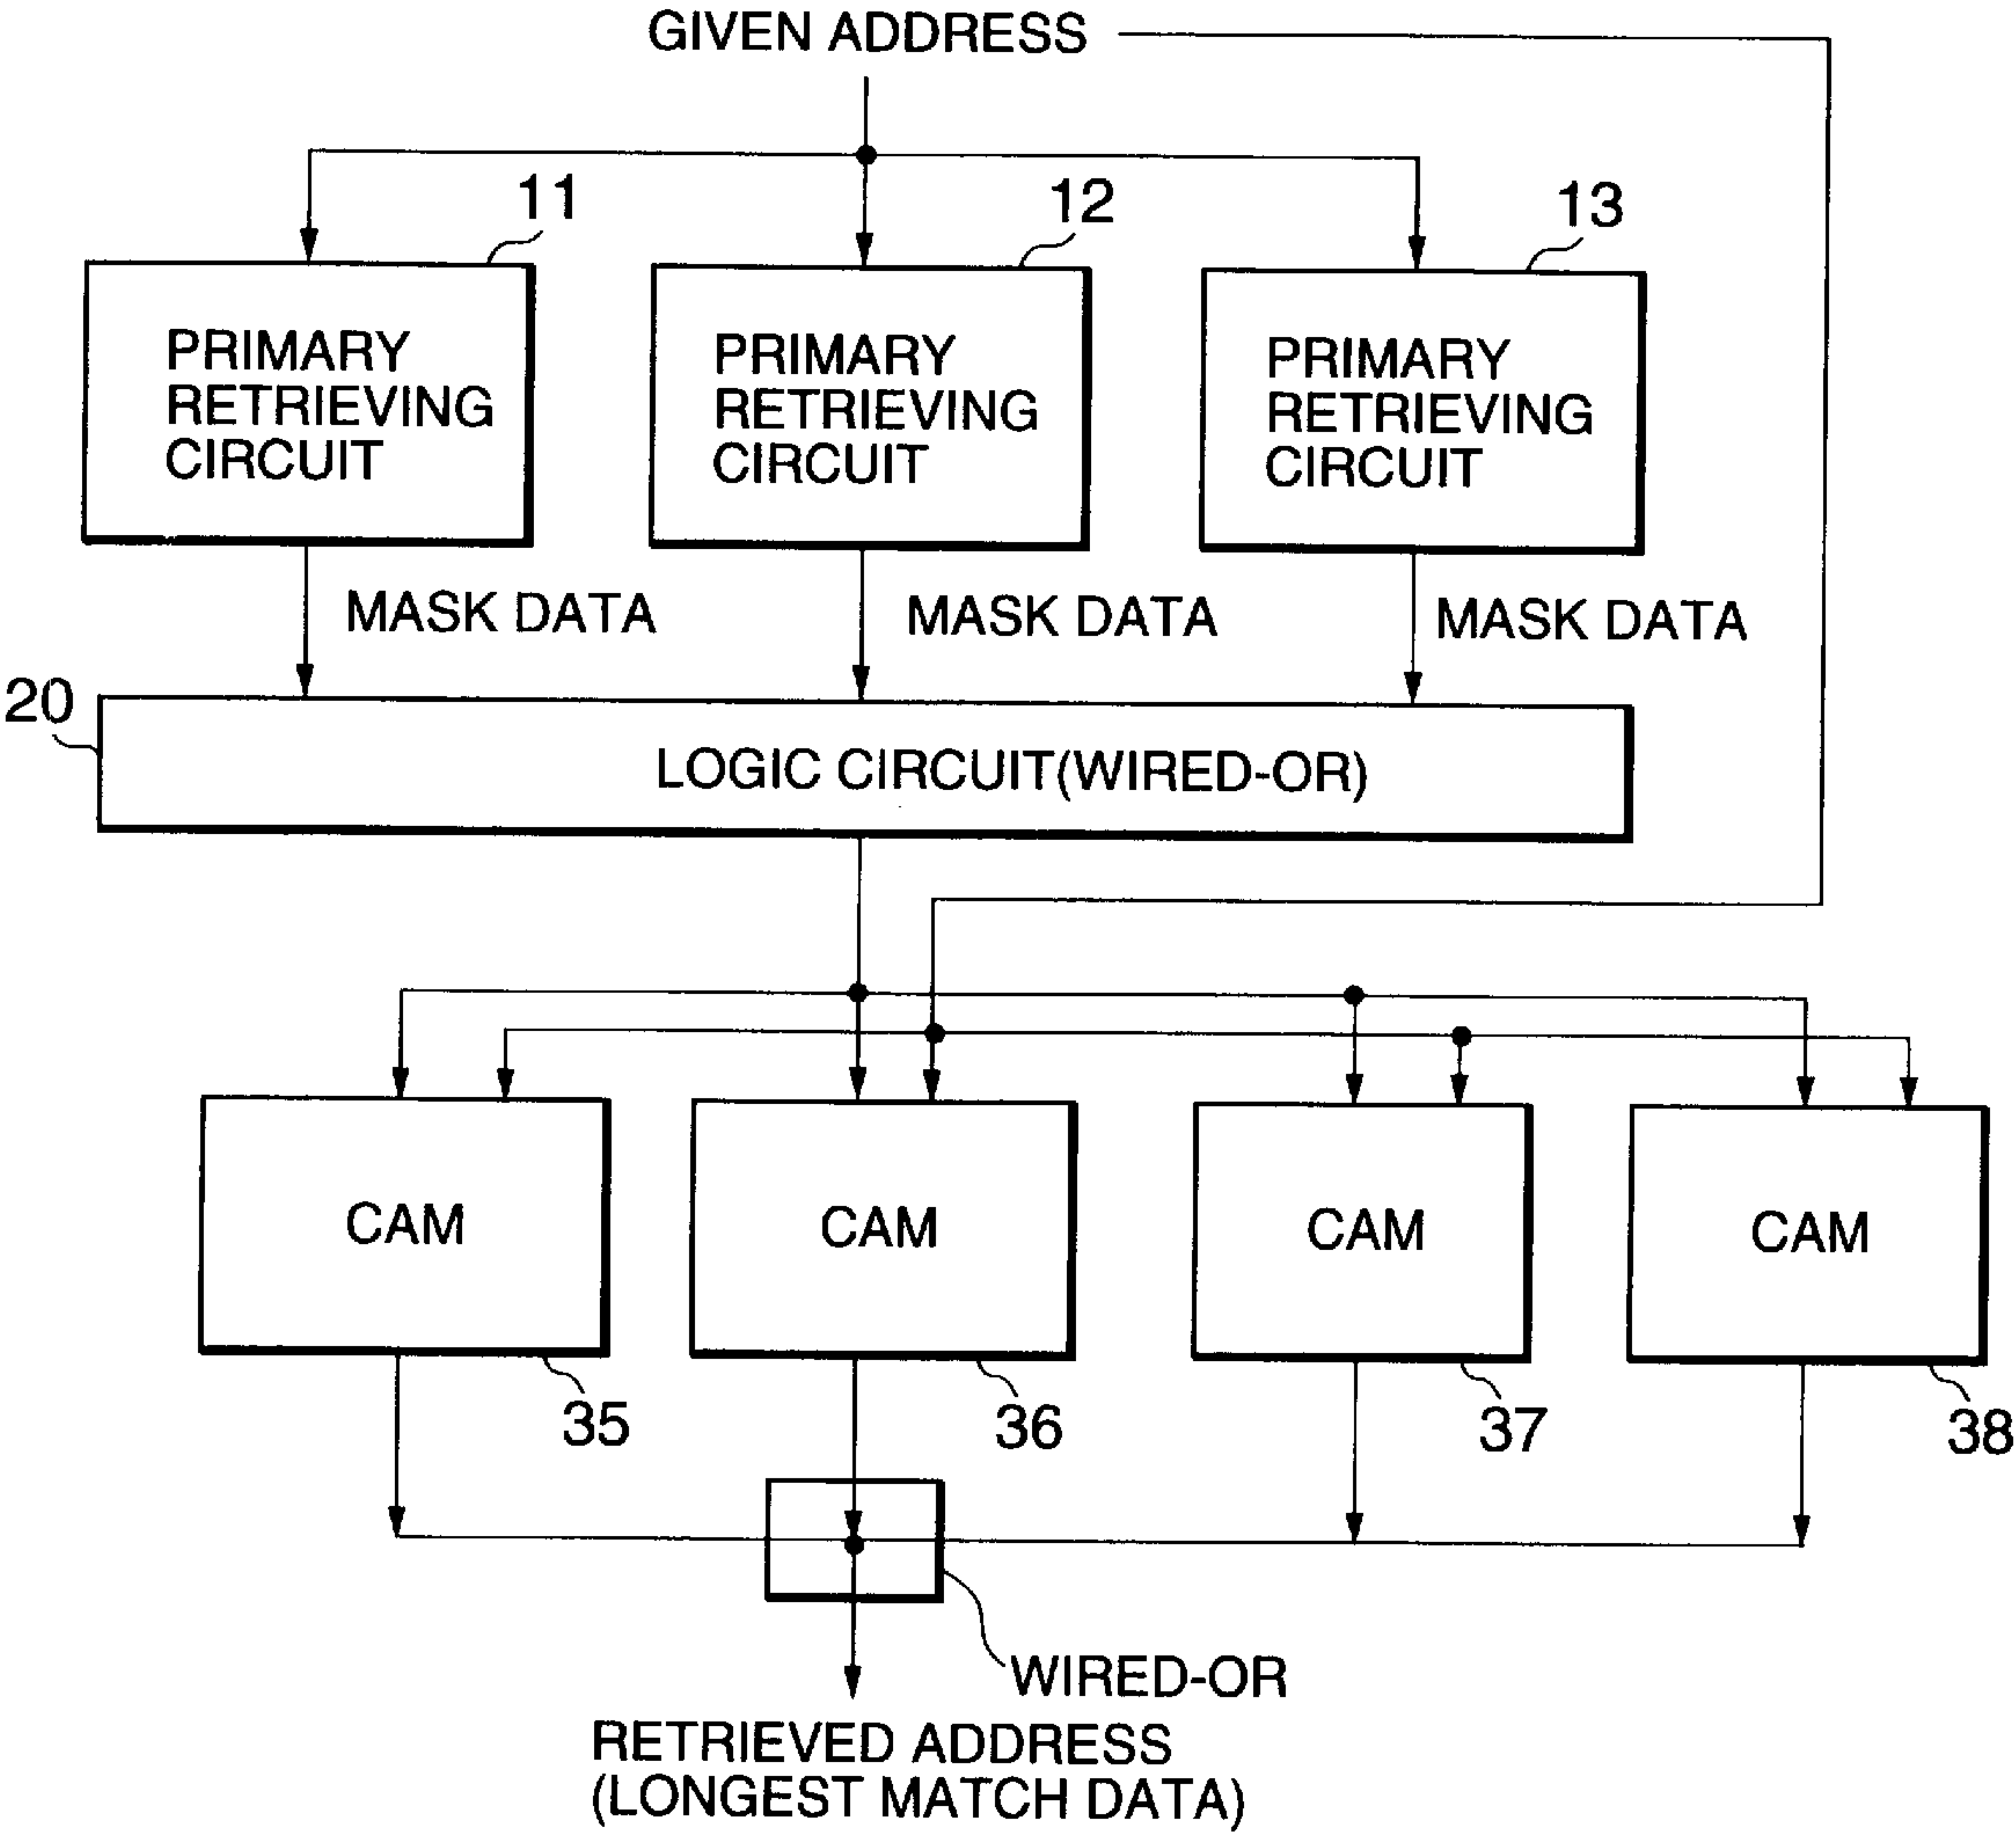 GIVEN ADDRESS
11
12
13
PRIMARY
RETRIEVING
CIRCUIT
PRIMARY
RETRIEVING
CIRCUIT
PRIMARY
RETRIEVING
CIRCUIT
MASK DATA
MASK DATA
MASK DATA
20
LOGIC CIRCUIT(WIRED-OR)
CAM
CAM
CAM
CAM
35
36
37
38
WIRED-OR
RETRIEVED ADDRESS
(LONGEST MATCH DATA)